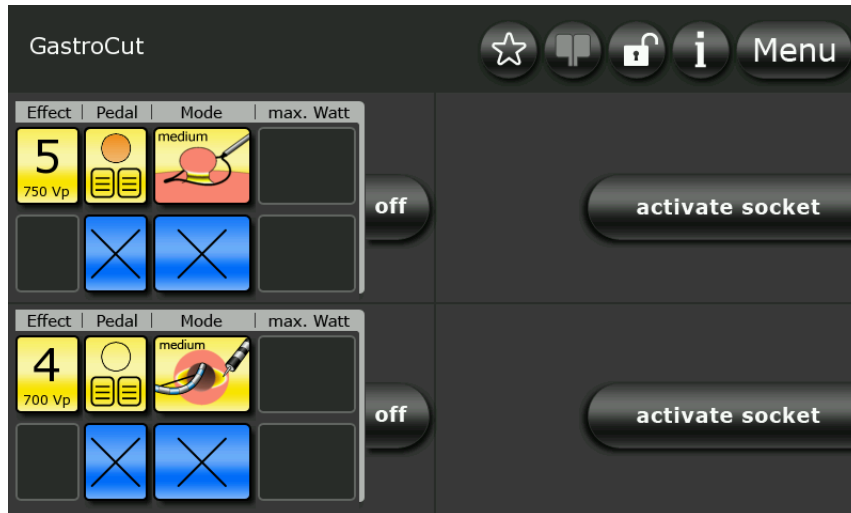 GastroCut
i
Menu
Effect | Pedal | Mode | max. Watt
5
750 Vp
medium
off
activate socket
Effect | Pedal | Mode | max. Watt
4
700 Vp
medium
off
activate socket